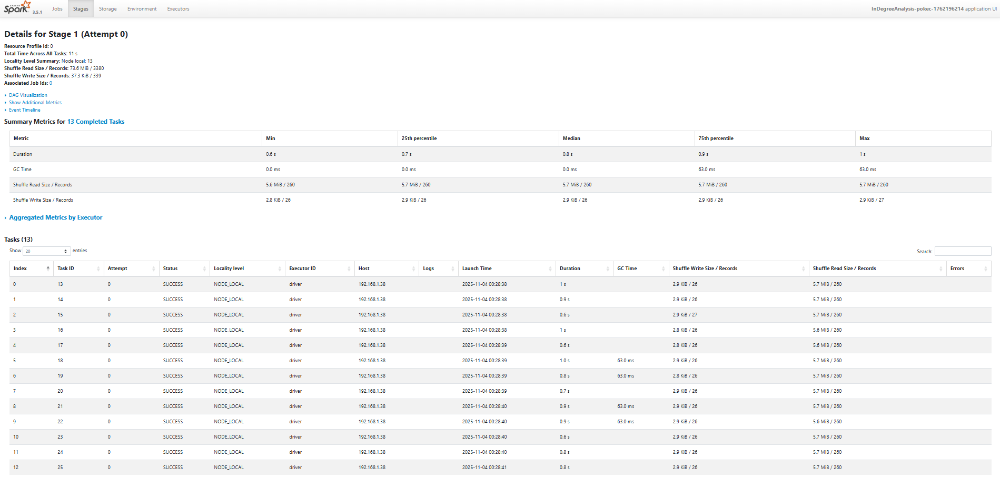 APACHE Spark 3.5.1 Jobs Stages Storage Environment Executors InDegreeAnalysis-pokec-1762196214 application UI
Details for Stage 1 (Attempt 0)
Resource Profile Id: 0
Total Time Across All Tasks: 11 s
Locality Level Summary: Node local: 13
Shuffle Read Size / Records: 73.6 MiB / 3380
Shuffle Write Size / Records: 37.3 KiB / 339
Associated Job Ids: 0
DAG Visualization
Show Additional Metrics
Event Timeline
Summary Metrics for 13 Completed Tasks
Metric Min 25th percentile Median 75th percentile Max
Duration 0.6 s 0.7 s 0.8 s 0.9 s 1 s
GC Time 0.0 ms 0.0 ms 0.0 ms 63.0 ms 63.0 ms
Shuffle Read Size / Records 5.6 MiB / 260 5.7 MiB / 260 5.7 MiB / 260 5.7 MiB / 260 5.7 MiB / 260
Shuffle Write Size / Records 2.8 KiB / 26 2.9 KiB / 26 2.9 KiB / 26 2.9 KiB / 26 2.9 KiB / 27
Aggregated Metrics by Executor
Tasks (13)
Show 20 entries Search:
Index Task ID Attempt Status Locality level Executor ID Host Logs Launch Time Duration GC Time Shuffle Write Size / Records Shuffle Read Size / Records Errors
0 13 0 SUCCESS NODE_LOCAL driver 192.168.1.38 2025-11-04 00:28:38 1 s 2.9 KiB / 26 5.7 MiB / 260
1 14 0 SUCCESS NODE_LOCAL driver 192.168.1.38 2025-11-04 00:28:38 0.9 s 2.9 KiB / 26 5.7 MiB / 260
2 15 0 SUCCESS NODE_LOCAL driver 192.168.1.38 2025-11-04 00:28:38 0.6 s 2.9 KiB / 27 5.7 MiB / 260
3 16 0 SUCCESS NODE_LOCAL driver 192.168.1.38 2025-11-04 00:28:38 1 s 2.8 KiB / 26 5.6 MiB / 260
4 17 0 SUCCESS NODE_LOCAL driver 192.168.1.38 2025-11-04 00:28:39 0.6 s 2.8 KiB / 26 5.6 MiB / 260
5 18 0 SUCCESS NODE_LOCAL driver 192.168.1.38 2025-11-04 00:28:39 1.0 s 63.0 ms 2.9 KiB / 26 5.7 MiB / 260
6 19 0 SUCCESS NODE_LOCAL driver 192.168.1.38 2025-11-04 00:28:39 0.8 s 63.0 ms 2.8 KiB / 26 5.7 MiB / 260
7 20 0 SUCCESS NODE_LOCAL driver 192.168.1.38 2025-11-04 00:28:39 0.7 s 2.9 KiB / 26 5.7 MiB / 260
8 21 0 SUCCESS NODE_LOCAL driver 192.168.1.38 2025-11-04 00:28:40 0.9 s 63.0 ms 2.9 KiB / 26 5.7 MiB / 260
9 22 0 SUCCESS NODE_LOCAL driver 192.168.1.38 2025-11-04 00:28:40 0.9 s 63.0 ms 2.9 KiB / 26 5.6 MiB / 260
10 23 0 SUCCESS NODE_LOCAL driver 192.168.1.38 2025-11-04 00:28:40 0.6 s 2.9 KiB / 26 5.7 MiB / 260
11 24 0 SUCCESS NODE_LOCAL driver 192.168.1.38 2025-11-04 00:28:40 0.8 s 2.9 KiB / 26 5.7 MiB / 260
12 25 0 SUCCESS NODE_LOCAL driver 192.168.1.38 2025-11-04 00:28:41 0.8 s 2.9 KiB / 26 5.7 MiB / 260